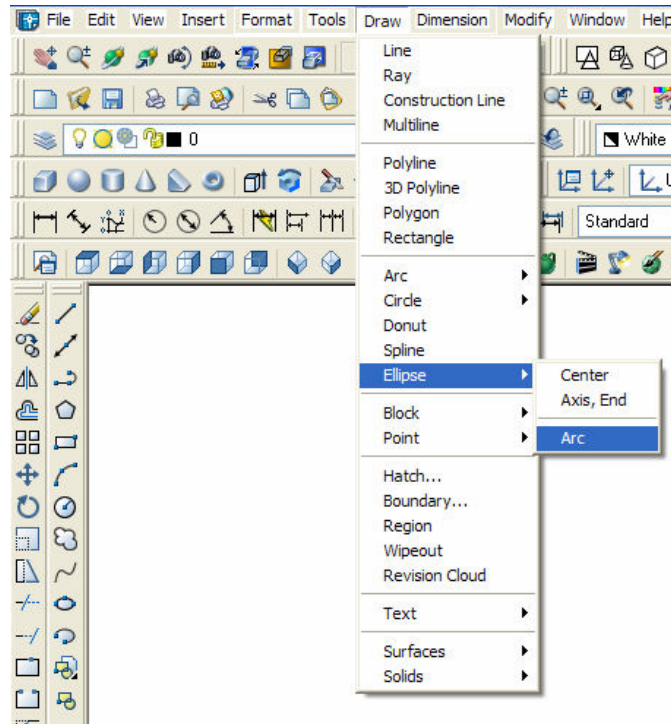 File Edit View Insert Format Tools Draw Dimension Modify Window Help
Line
Ray
Construction Line
Multiline
0
White
Polyline
3D Polyline
Polygon
Rectangle
Standard
Arc
Circle
Donut
Spline
Ellipse
Center
Axis, End
Arc
Block
Point
Hatch...
Boundary...
Region
Wipeout
Revision Cloud
Text
Surfaces
Solids